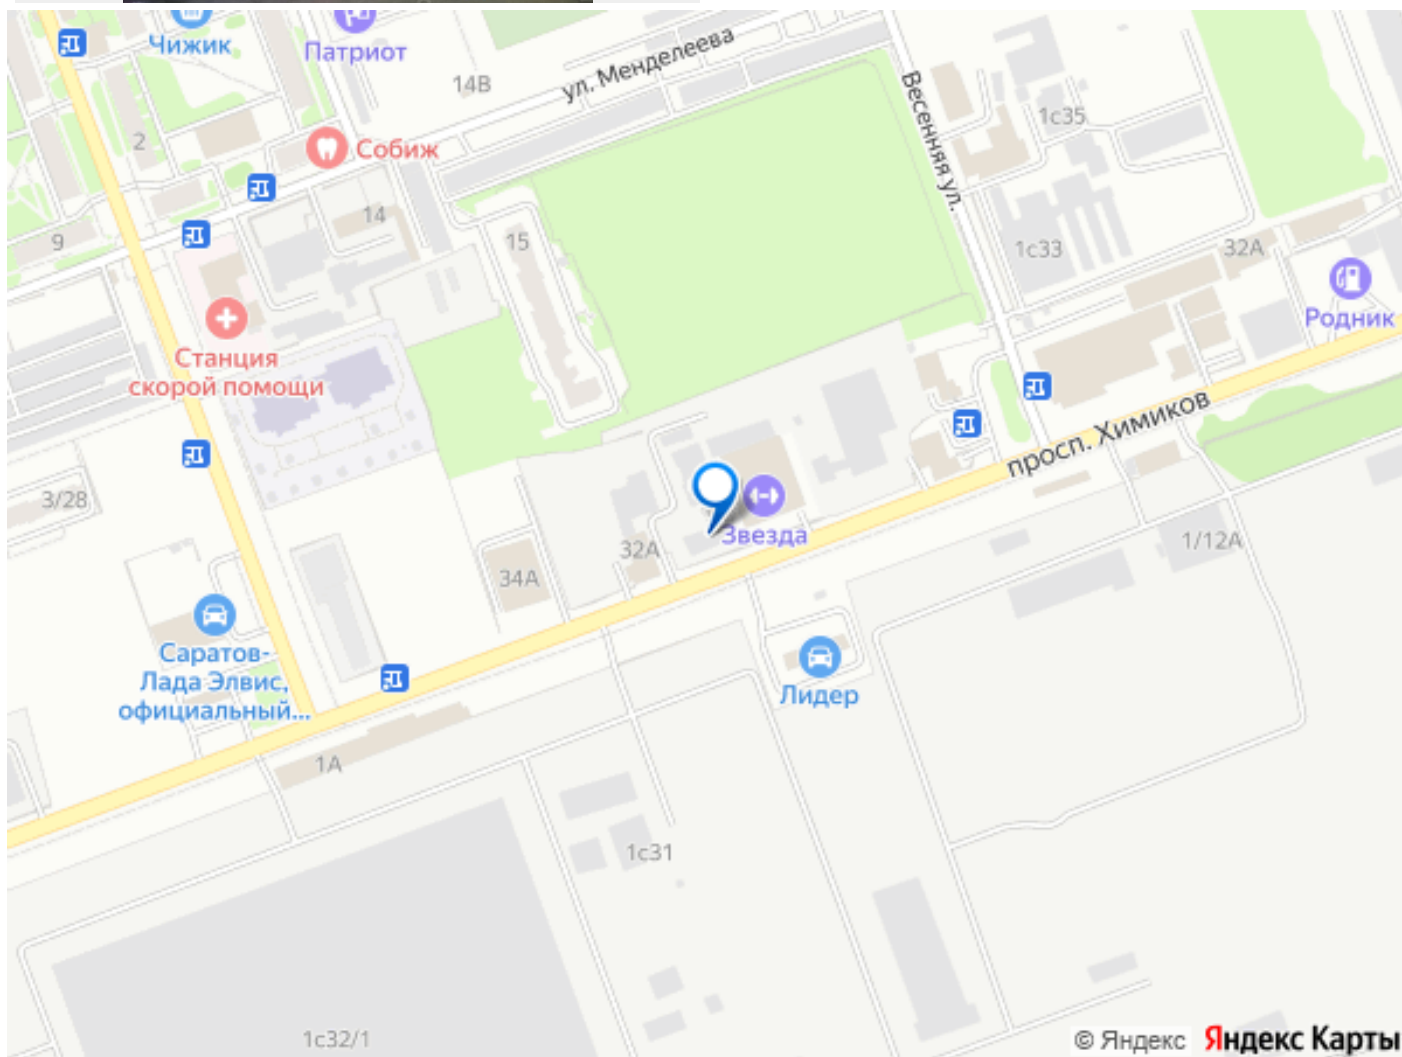 Чижик
Патриот
14В
ул. Менделеева
Весенняя ул.
1с35
2
Собиж
14
15
9
1с33
32А
Родник
Станция
скорой помощи
просп. Химиков
3/28
Звезда
32А
34А
1/12А
Саратов-
Лада Элвис,
официальный...
Лидер
1А
1с31
1с32/1
© Яндекс Яндекс Карты